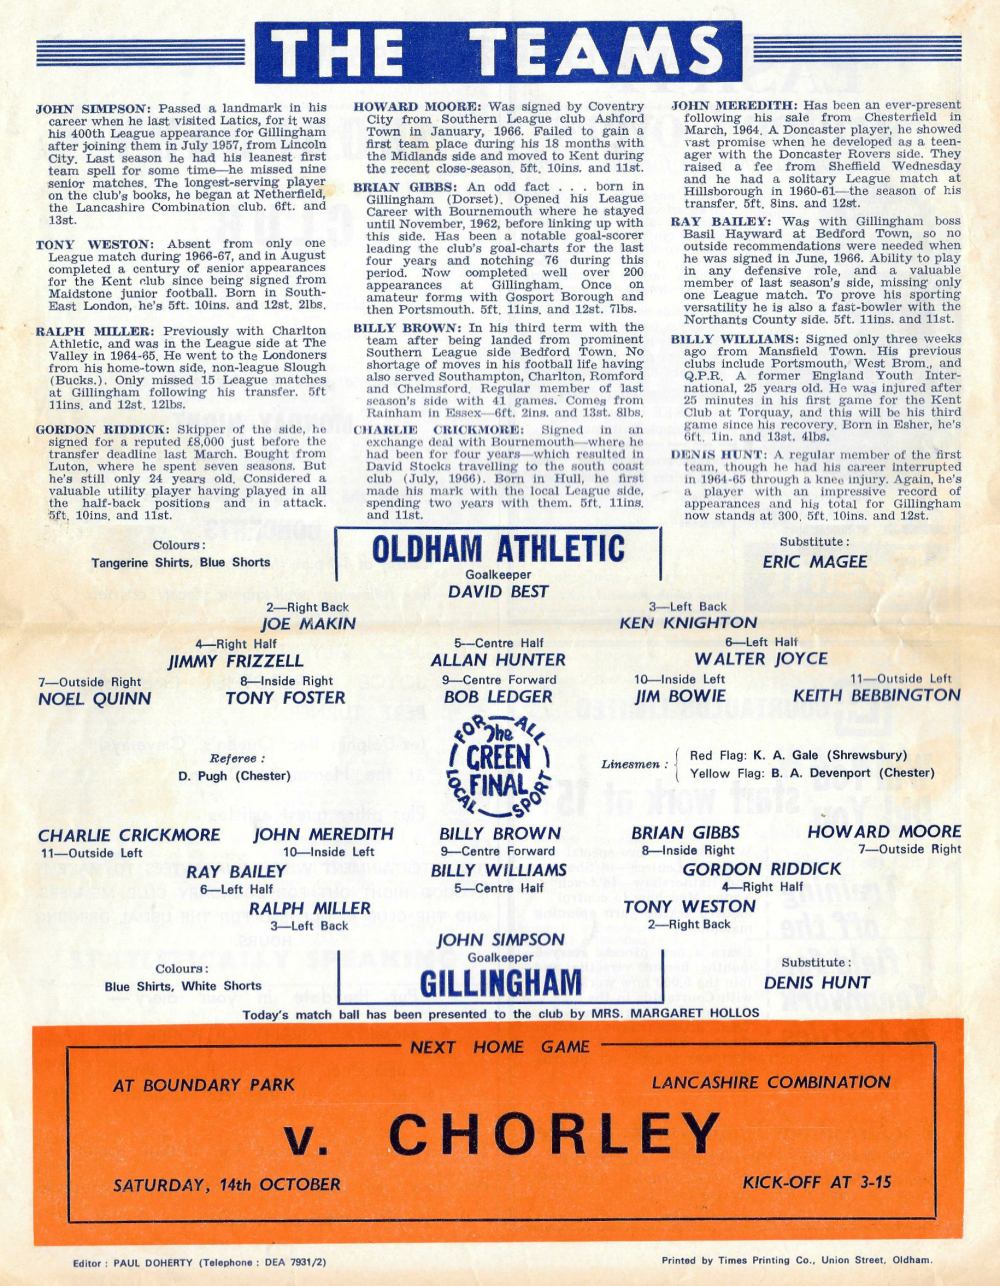 THE TEAMS
JOHN SIMPSON: Passed a landmark in his
career when he last visited Latics, for it was
his 400th League appearance for Gillingham
after joining them in July 1957, from Lincoln
City. Last season he had his leanest first
team spell for some time—he missed nine
senior matches. The longest-serving player
on the club's books, he began at Netherfield,
the Lancashire Combination club. 6ft. and
13st.
TONY WESTON: Absent from only one
League match during 1966-67, and in August
completed a century of senior appearances
for the Kent club since being signed from
Maidstone junior football. Born in South-
East London, he's 5ft. 10ins. and 12st. 2lbs.
RALPH MILLER: Previously with Charlton
Athletic, and was in the League side at The
Valley in 1964-65. He went to the Londoners
from his home-town side, non-league Slough
(Bucks.). Only missed 15 League matches
at Gillingham following his transfer. 5ft
11ins. and 12st. 12lbs.
GORDON RIDDICK: Skipper of the side, he
signed for a reputed £8,000 just before the
transfer deadline last March. Bought from
Luton, where he spent seven seasons. But
he's still only 24 years old. Considered a
valuable utility player having played in all
the half-back positions and in attack.
5ft. 10ins. and 11st.
HOWARD MOORE: Was signed by Coventry
City from Southern League club Ashford
Town in January, 1966. Failed to gain a
first team place during his 18 months with
the Midlands side and moved to Kent during
the recent close-season. 5ft. 10ins. and 11st.
BRIAN GIBBS: An odd fact . . . born in
Gillingham (Dorset). Opened his League
Career with Bournemouth where he stayed
until November, 1962, before linking up with
this side. Has been a notable goal-scorer
leading the club's goal-charts for the last
four years and notching 76 during this
period. Now completed well over 200
appearances at Gillingham. Once on
amateur forms with Gosport Borough and
then Portsmouth. 5ft. 11ins. and 12st. 7lbs.
BILLY BROWN: In his third term with the
team after being landed from prominent
Southern League side Bedford Town. No
shortage of moves in his football life having
also served Southampton, Charlton, Romford
and Chelmsford. Regular member of last
season's side with 41 games. Comes from
Rainham in Essex—6ft. 2ins. and 13st. 8lbs.
CHARLIE CRICKMORE: Signed in an
exchange deal with Bournemouth—where he
had been for four years—which resulted in
David Stocks travelling to the south coast
club (July, 1966). Born in Hull, he first
made his mark with the local League side,
spending two years with them. 5ft. 11ins.
and 11st.
JOHN MEREDITH: Has been an ever-present
following his sale from Chesterfield in
March, 1964. A Doncaster player, he showed
vast promise when he developed as a teen-
ager with the Doncaster Rovers side. They
raised a fee from Sheffield Wednesday
and he had a solitary League match at
Hillsborough in 1960-61—the season of his
transfer. 5ft. 8ins. and 12st.
RAY BAILEY: Was with Gillingham boss
Basil Hayward at Bedford Town, so no
outside recommendations were needed when
he was signed in June, 1966. Ability to play
in any defensive role, and a valuable
member of last season's side, missing only
one League match. To prove his sporting
versatility he is also a fast-bowler with the
Northants County side. 5ft. 11ins. and 11st.
BILLY WILLIAMS: Signed only three weeks
ago from Mansfield Town. His previous
clubs include Portsmouth, West Brom., and
Q.P.R. A former England Youth Inter-
national, 25 years old. He was injured after
25 minutes in his first game for the Kent
Club at Torquay, and this will be his third
game since his recovery. Born in Esher, he's
6ft. 1in. and 13st. 4lbs.
DENIS HUNT: A regular member of the first
team, though he had his career interrupted
in 1964-65 through a knee injury. Again, he's
a player with an impressive record of
appearances and his total for Gillingham
now stands at 300. 5ft. 10ins. and 12st.
Colours:
Tangerine Shirts, Blue Shorts
OLDHAM ATHLETIC
Substitute:
ERIC MAGEE
Goalkeeper
DAVID BEST
2—Right Back
JOE MAKIN
3—Left Back
KEN KNIGHTON
4—Right Half
JIMMY FRIZZELL
5—Centre Half
ALLAN HUNTER
6—Left Half
WALTER JOYCE
7—Outside Right
NOEL QUINN
8—Inside Right
TONY FOSTER
9—Centre Forward
BOB LEDGER
10—Inside Left
JIM BOWIE
11—Outside Left
KEITH BEBBINGTON
Referee:
D. Pugh (Chester)
FOR ALL
The
GREEN
FINAL
LOCAL SPORT
Linesmen:
Red Flag: K. A. Gale (Shrewsbury)
Yellow Flag: B. A. Devenport (Chester)
CHARLIE CRICKMORE
11—Outside Left
JOHN MEREDITH
10—Inside Left
BILLY BROWN
9—Centre Forward
BRIAN GIBBS
8—Inside Right
HOWARD MOORE
7—Outside Right
RAY BAILEY
6—Left Half
BILLY WILLIAMS
5—Centre Half
GORDON RIDDICK
4—Right Half
RALPH MILLER
3—Left Back
TONY WESTON
2—Right Back
JOHN SIMPSON
Goalkeeper
Colours:
Blue Shirts, White Shorts
GILLINGHAM
Substitute:
DENIS HUNT
Today's match ball has been presented to the club by MRS. MARGARET HOLLOS
NEXT HOME GAME
AT BOUNDARY PARK
LANCASHIRE COMBINATION
v. CHORLEY
SATURDAY, 14th OCTOBER
KICK-OFF AT 3-15
Editor: PAUL DOHERTY (Telephone: DEA 7931/2)
Printed by Times Printing Co., Union Street, Oldham.